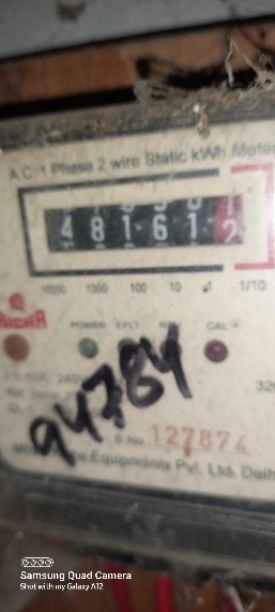 A.C. 1 Phase 2 wire Static kWh Meter
48161 2
10000 1000 100 10 1 1/10
POWER CAL
94784
S.No. 127874
Equipments Pvt. Ltd. Delhi
Samsung Quad Camera
Shot with my Galaxy A12